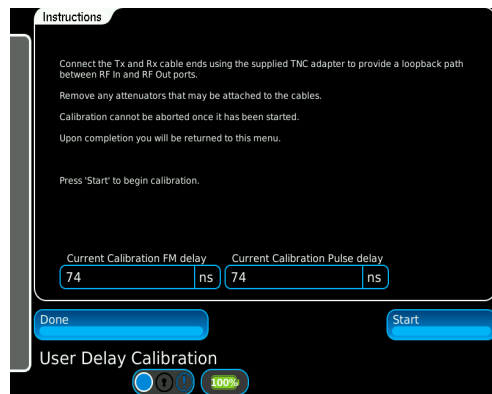 Instructions
Connect the Tx and Rx cable ends using the supplied TNC adapter to provide a loopback path
between RF In and RF Out ports.
Remove any attenuators that may be attached to the cables.
Calibration cannot be aborted once it has been started.
Upon completion you will be returned to this menu.
Press 'Start' to begin calibration.
Current Calibration FM delay Current Calibration Pulse delay
74 ns 74 ns
Done Start
User Delay Calibration
100%